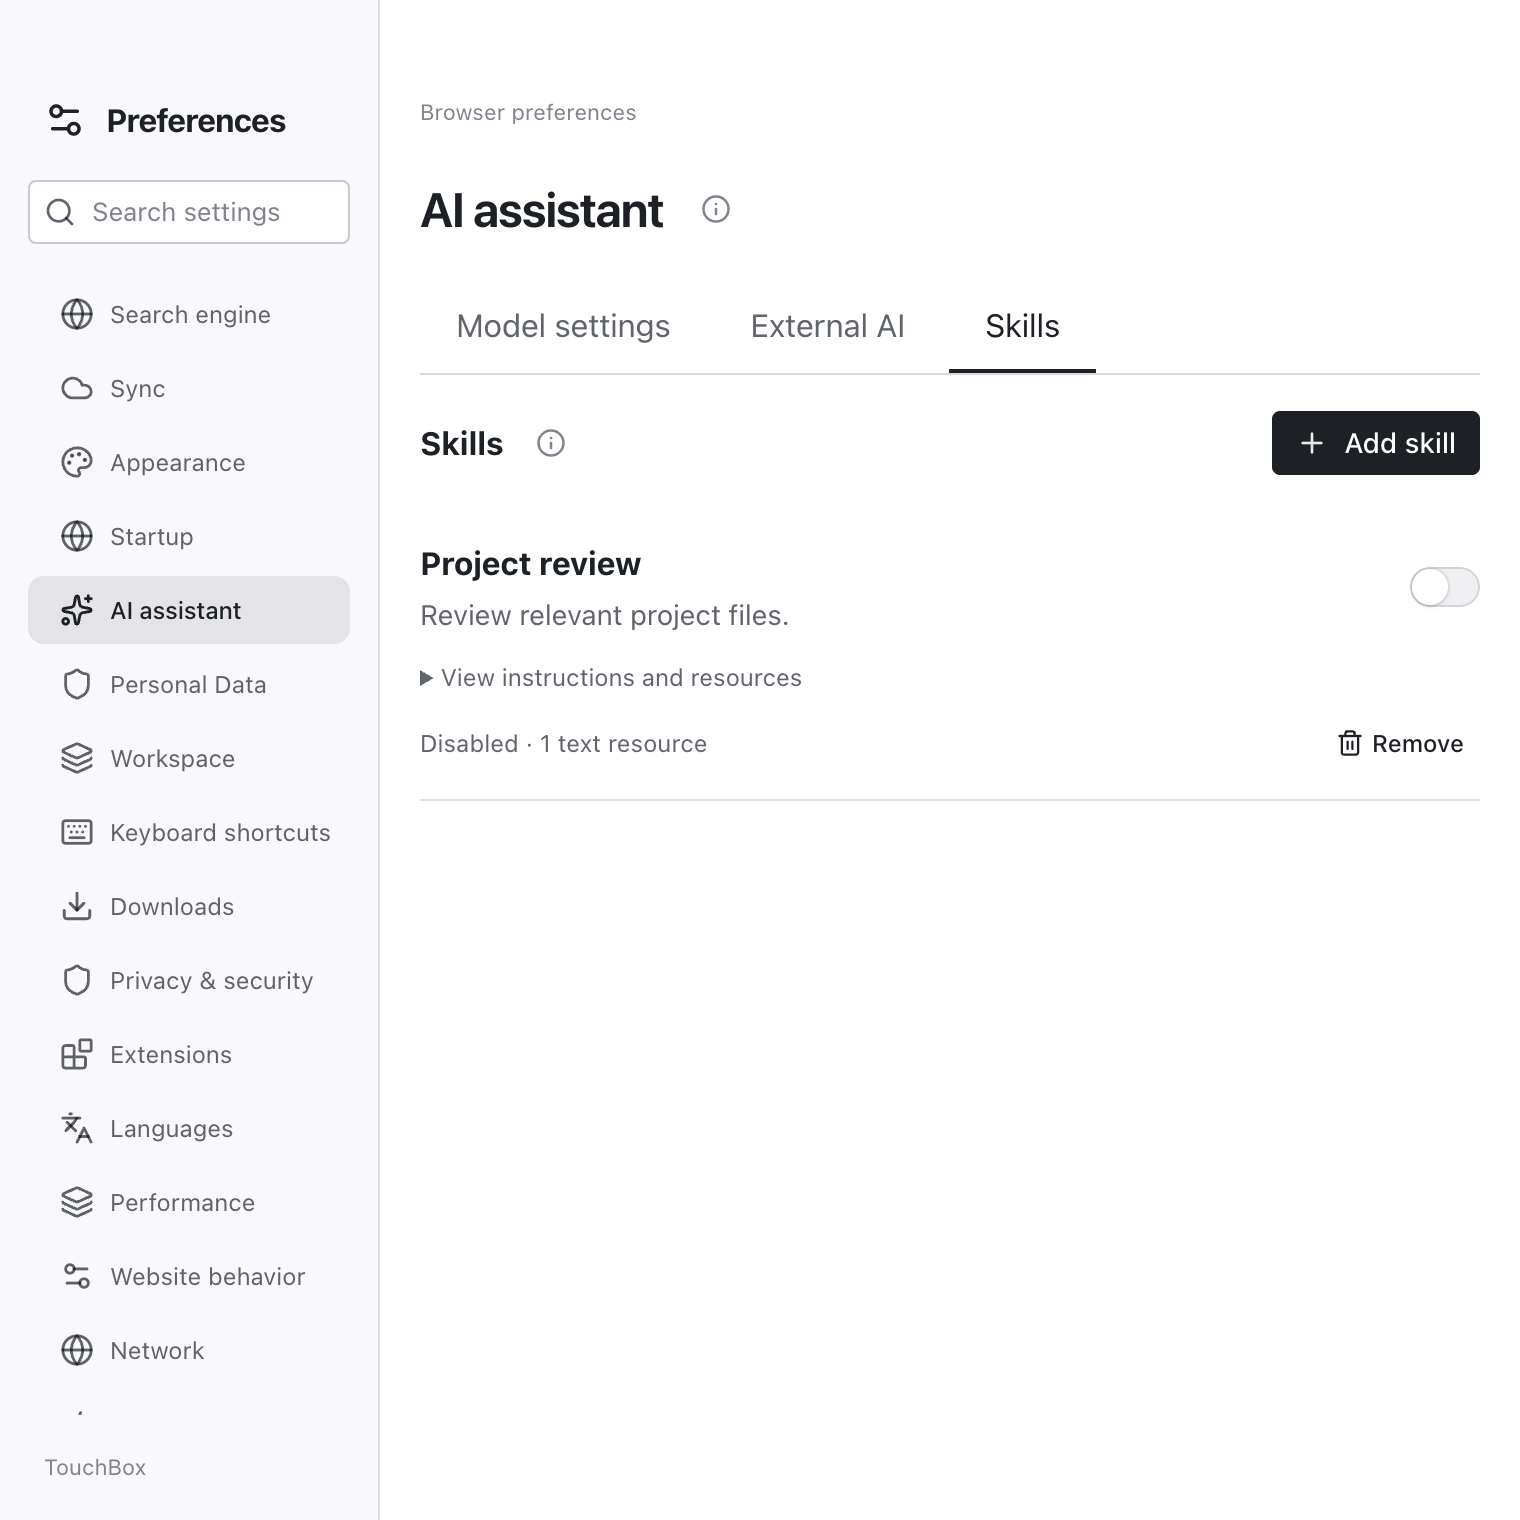 Preferences
Search settings
Search engine
Sync
Appearance
Startup
AI assistant
Personal Data
Workspace
Keyboard shortcuts
Downloads
Privacy & security
Extensions
Languages
Performance
Website behavior
Network
TouchBox
Browser preferences
AI assistant
Model settings
External AI
Skills
Skills
Add skill
Project review
Review relevant project files.
View instructions and resources
Disabled · 1 text resource
Remove